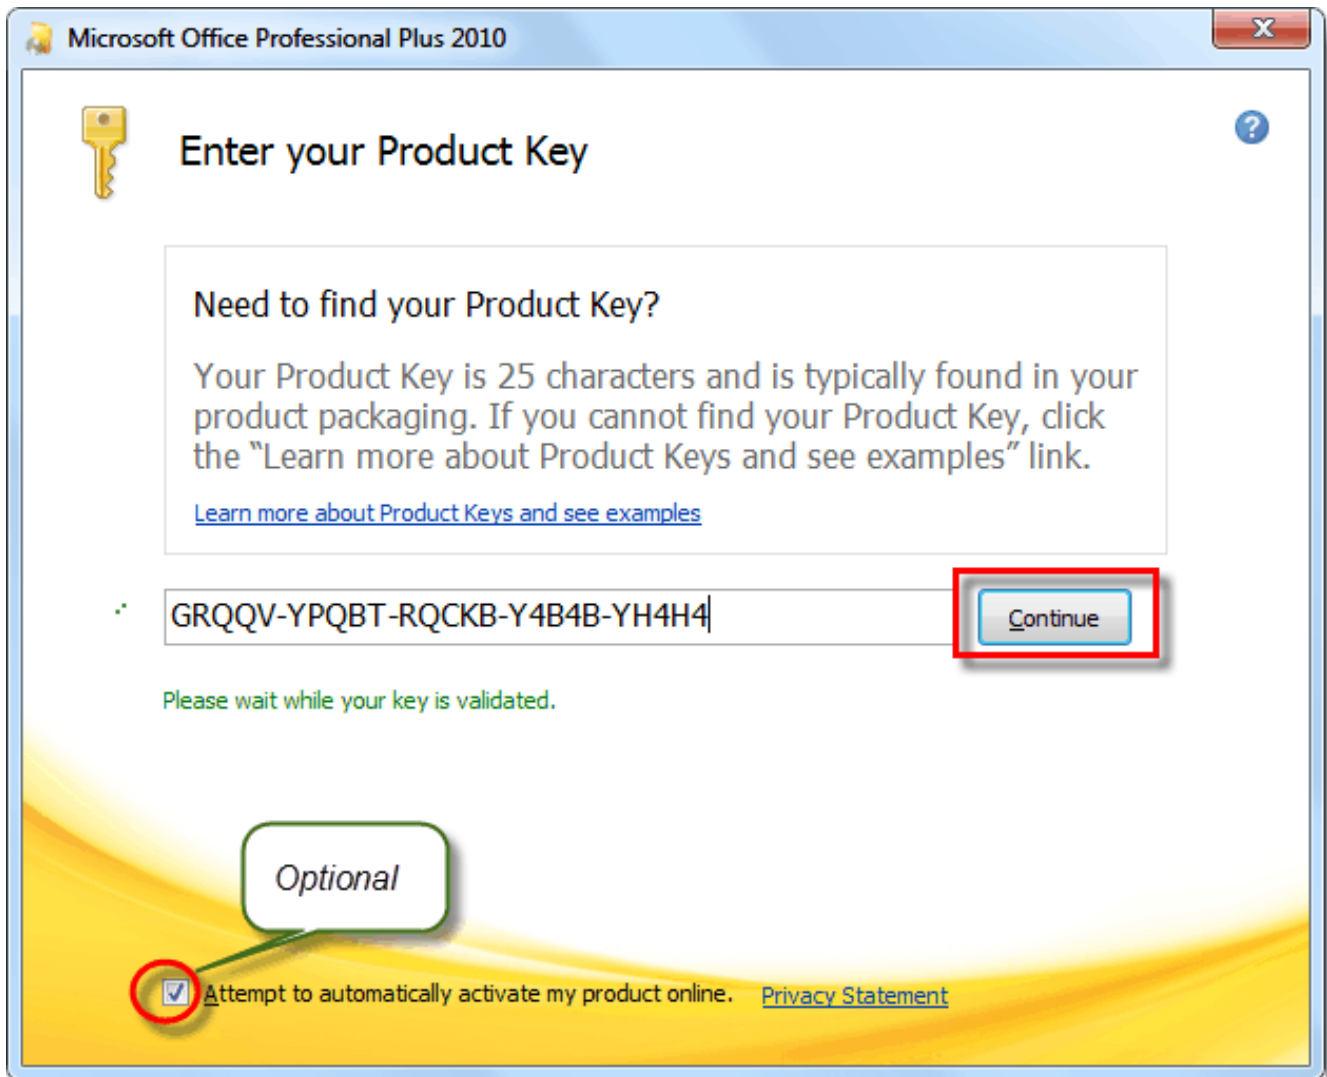 Microsoft Office Professional Plus 2010
X
Enter your Product Key
?
Need to find your Product Key?
Your Product Key is 25 characters and is typically found in your
product packaging. If you cannot find your Product Key, click
the “Learn more about Product Keys and see examples” link.
Learn more about Product Keys and see examples
GRQQV-YPQBT-RQCKB-Y4B4B-YH4H4
Continue
Please wait while your key is validated.
Optional
Attempt to automatically activate my product online. Privacy Statement